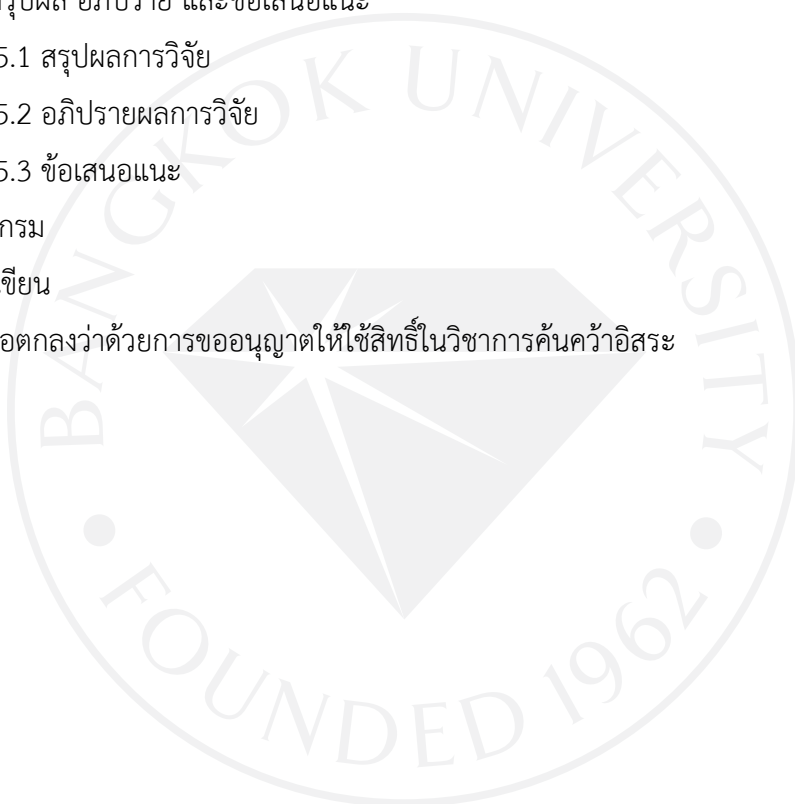 สรุปผล อภิปราย และข้อเสนอแนะ
5.1 สรุปผลการวิจัย
5.2 อภิปรายผลการวิจัย
5.3 ข้อเสนอแนะ
กรม
เขียน
อตกลงว่าด้วยการขออนุญาตให้ใช้สิทธิ์ในวิชาการค้นคว้าอิสระ
BANGKOK UNIVERSITY
FOUNDED 1962